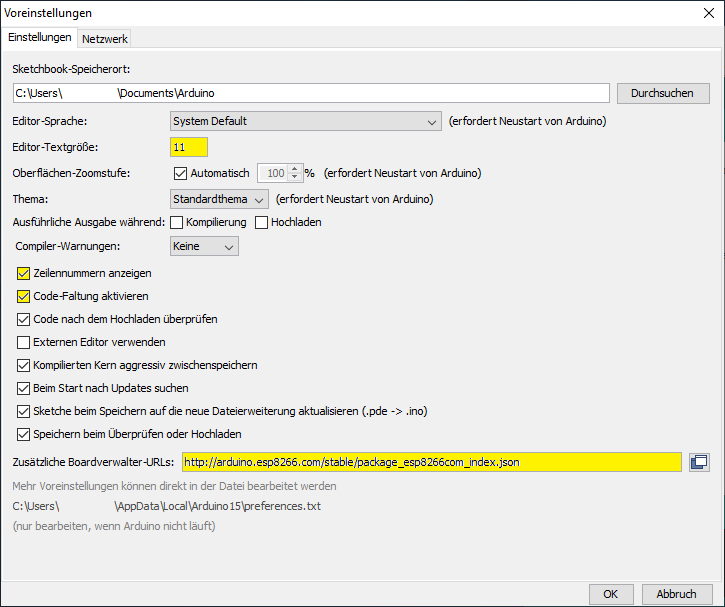 Voreinstellungen
Einstellungen Netzwerk
Sketchbook-Speicherort:
C:\Users\ \Documents\Arduino Durchsuchen
Editor-Sprache: System Default (erfordert Neustart von Arduino)
Editor-Textgröße: 11
Oberflächen-Zoomstufe: Automatisch 100 % (erfordert Neustart von Arduino)
Thema: Standardthema (erfordert Neustart von Arduino)
Ausführliche Ausgabe während: Kompilierung Hochladen
Compiler-Warnungen: Keine
Zeilennummern anzeigen
Code-Faltung aktivieren
Code nach dem Hochladen überprüfen
Externen Editor verwenden
Kompilierten Kern aggressiv zwischenspeichern
Beim Start nach Updates suchen
Sketche beim Speichern auf die neue Dateierweiterung aktualisieren (.pde -> .ino)
Speichern beim Überprüfen oder Hochladen
Zusätzliche Boardverwalter-URLs: http://arduino.esp8266.com/stable/package_esp8266com_index.json
Mehr Voreinstellungen können direkt in der Datei bearbeitet werden
C:\Users\ \AppData\Local\Arduino15\preferences.txt
(nur bearbeiten, wenn Arduino nicht läuft)
OK Abbruch